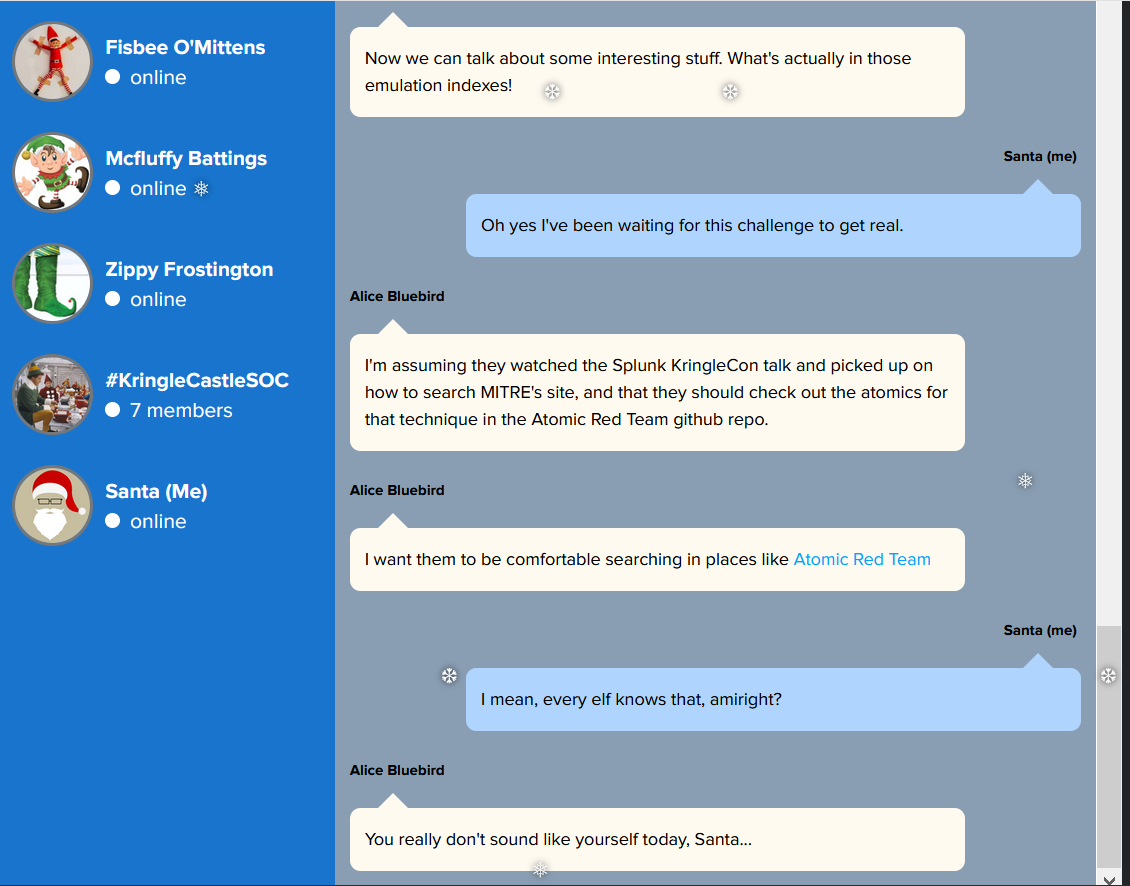 Fisbee O'Mittens
online
Mcfluffy Battings
online
Zippy Frostington
online
#KringleCastleSOC
7 members
Santa (Me)
online
Now we can talk about some interesting stuff. What's actually in those
emulation indexes!
Santa (me)
Oh yes I've been waiting for this challenge to get real.
Alice Bluebird
I'm assuming they watched the Splunk KringleCon talk and picked up on
how to search MITRE's site, and that they should check out the atomics for
that technique in the Atomic Red Team github repo.
Alice Bluebird
I want them to be comfortable searching in places like Atomic Red Team
Santa (me)
I mean, every elf knows that, amiright?
Alice Bluebird
You really don't sound like yourself today, Santa...